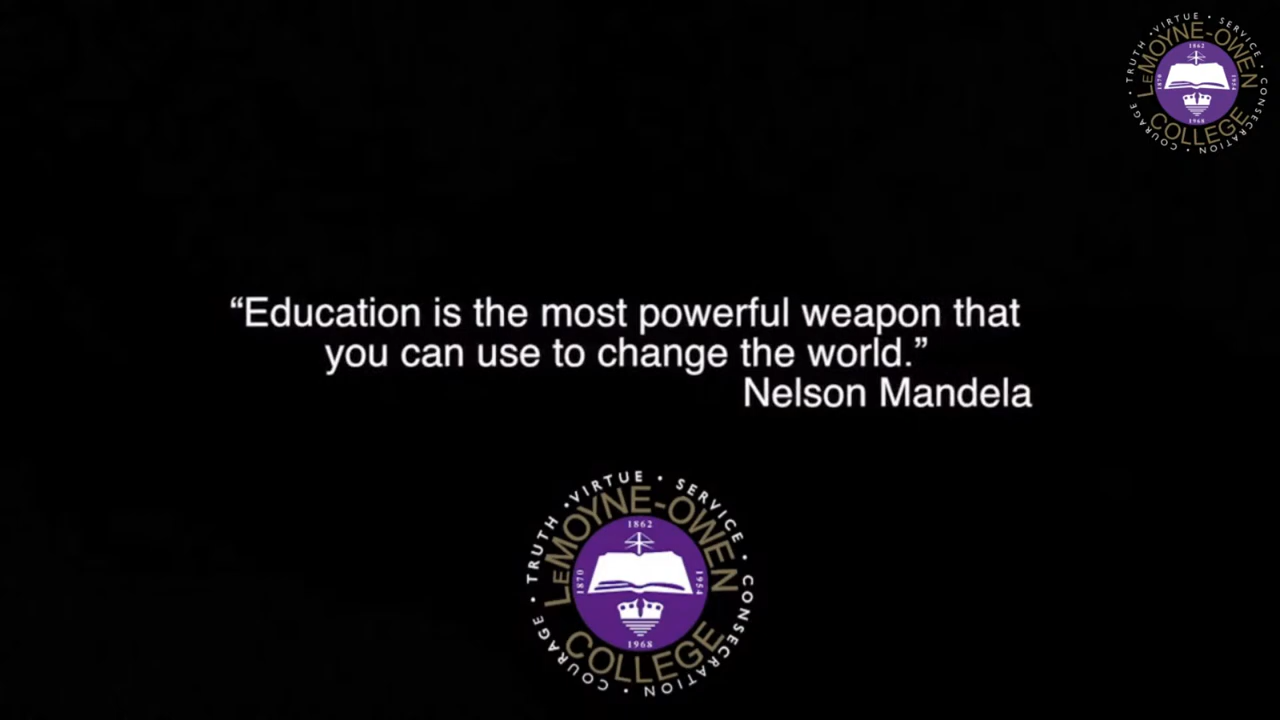 TRUTH • VIRTUE • SERVICE • CONSECRATION • COURAGE •
LeMOYNE-OWEN
COLLEGE
1862
1870
1954
1968
“Education is the most powerful weapon that
you can use to change the world.”
Nelson Mandela
TRUTH • VIRTUE • SERVICE • CONSECRATION • COURAGE •
LeMOYNE-OWEN
COLLEGE
1862
1870
1954
1968